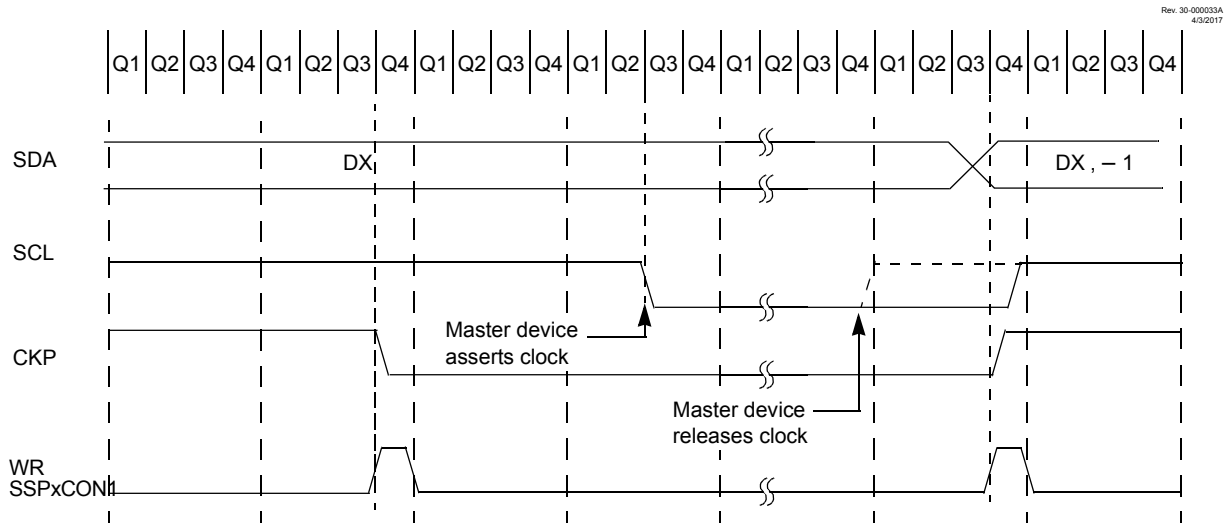 Rev. 30-000033A
4/3/2017
Q1 Q2 Q3 Q4 Q1 Q2 Q3 Q4 Q1 Q2 Q3 Q4 Q1 Q2 Q3 Q4 Q1 Q2 Q3 Q4 Q1 Q2 Q3 Q4 Q1 Q2 Q3 Q4
SDA
DX
DX , – 1
SCL
Master device
asserts clock
CKP
Master device
releases clock
WR
SSPxCON1